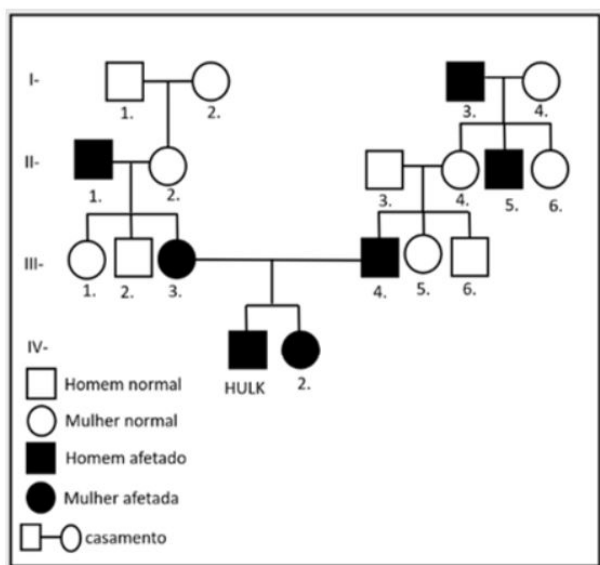 I-
1. 2. 3. 4.
II-
1. 2. 3. 4. 5. 6.
III-
1. 2. 3. 4. 5. 6.
IV-
HULK 2.
Homem normal
Mulher normal
Homem afetado
Mulher afetada
casamento